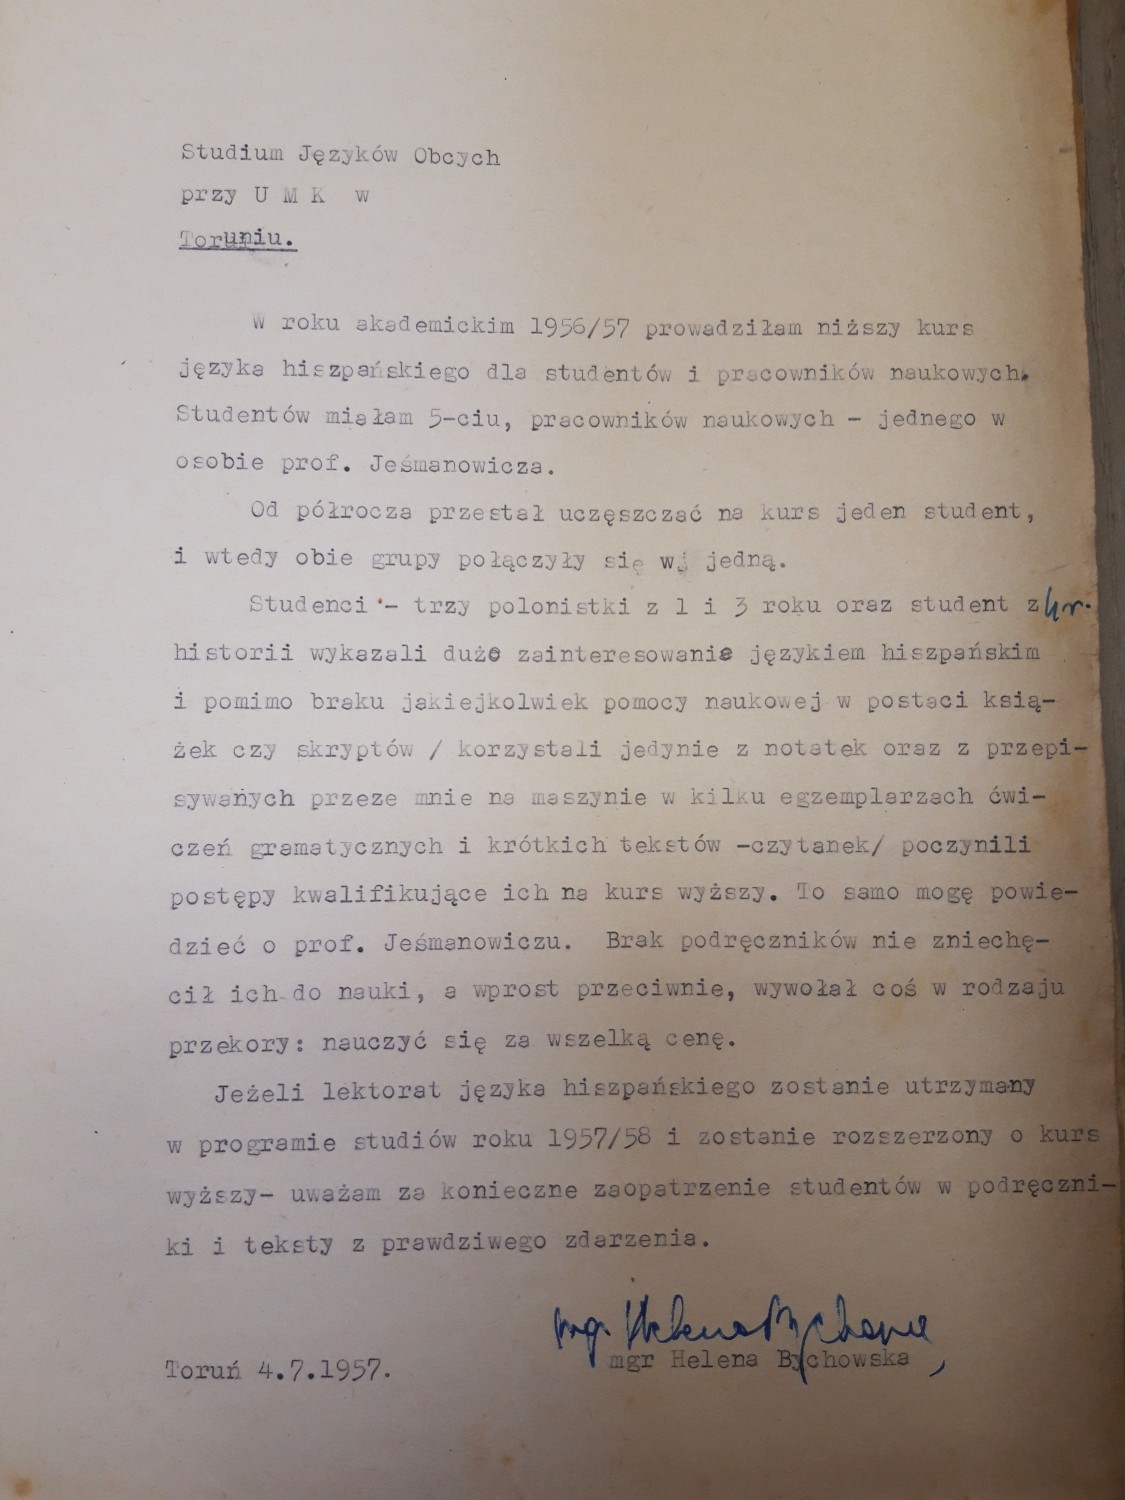 Studium Języków Obcych
przy U M K w
Toruniu.
W roku akademickim 1956/57 prowadziłam niższy kurs
języka hiszpańskiego dla studentów i pracowników naukowych.
Studentów miałam 5-ciu, pracowników naukowych - jednego w
osobie prof. Jeśmanowicza.
Od półrocza przestał uczęszczać na kurs jeden student,
i wtedy obie grupy połączyły się w jedną.
Studenci - trzy polonistki z 1 i 3 roku oraz student z
historii wykazali duże zainteresowanie językiem hiszpańskim
i pomimo braku jakiejkolwiek pomocy naukowej w postaci ksią-
żek czy skryptów / korzystali jedynie z notatek oraz z przepi-
sywanych przeze mnie na maszynie w kilku egzemplarzach ćwi-
czeń gramatycznych i krótkich tekstów -czytanek/ poczynili
postępy kwalifikujące ich na kurs wyższy. To samo mogę powie-
dzieć o prof. Jeśmanowiczu. Brak podręczników nie zniechę-
cił ich do nauki, a wprost przeciwnie, wywołał coś w rodzaju
przekory: nauczyć się za wszelką cenę.
Jeżeli lektorat języka hiszpańskiego zostanie utrzymany
w programie studiów roku 1957/58 i zostanie rozszerzony o kurs
wyższy- uważam za konieczne zaopatrzenie studentów w podręczni-
ki i teksty z prawdziwego zdarzenia.
mgr Helena Bychowska
mgr Helena Bychowska
Toruń 4.7.1957.